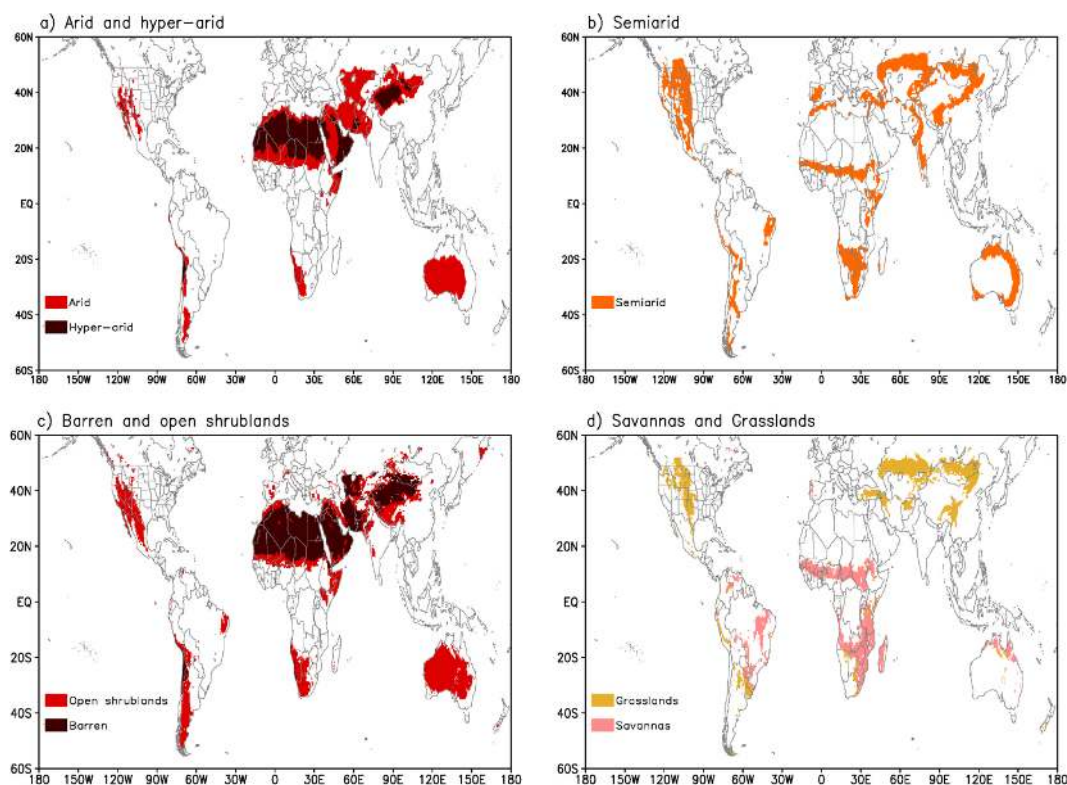 a) Arid and hyper-arid
60N
40N
20N
EQ
20S
40S
60S
Arid
Hyper-arid
180 150W 120W 90W 60W 30W 0 30E 60E 90E 120E 150E 180
b) Semiarid
60N
40N
20N
EQ
20S
40S
60S
Semiarid
180 150W 120W 90W 60W 30W 0 30E 60E 90E 120E 150E 180
c) Barren and open shrublands
60N
40N
20N
EQ
20S
40S
60S
Open shrublands
Barren
180 150W 120W 90W 60W 30W 0 30E 60E 90E 120E 150E 180
d) Savannas and Grasslands
60N
40N
20N
EQ
20S
40S
60S
Grasslands
Savannas
180 150W 120W 90W 60W 30W 0 30E 60E 90E 120E 150E 180